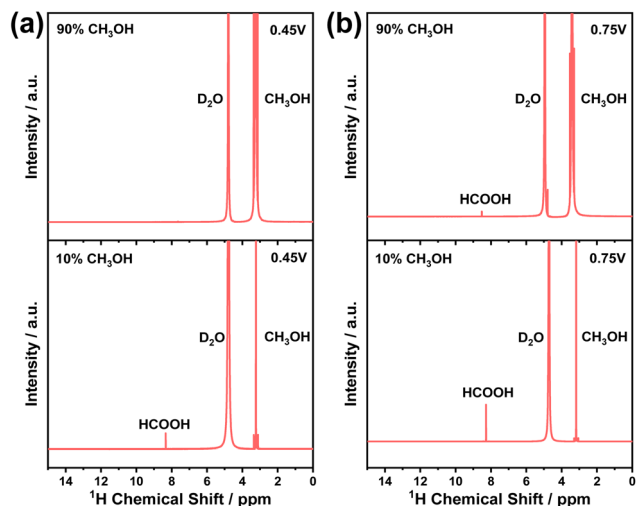 (a)
90% CH₃OH 0.45V
D₂O
CH₃OH
Intensity / a.u.
10% CH₃OH 0.45V
D₂O
CH₃OH
HCOOH
Intensity / a.u.
14 12 10 8 6 4 2 0
¹H Chemical Shift / ppm
(b)
90% CH₃OH 0.75V
D₂O
CH₃OH
HCOOH
Intensity / a.u.
10% CH₃OH 0.75V
D₂O
CH₃OH
HCOOH
Intensity / a.u.
14 12 10 8 6 4 2 0
¹H Chemical Shift / ppm